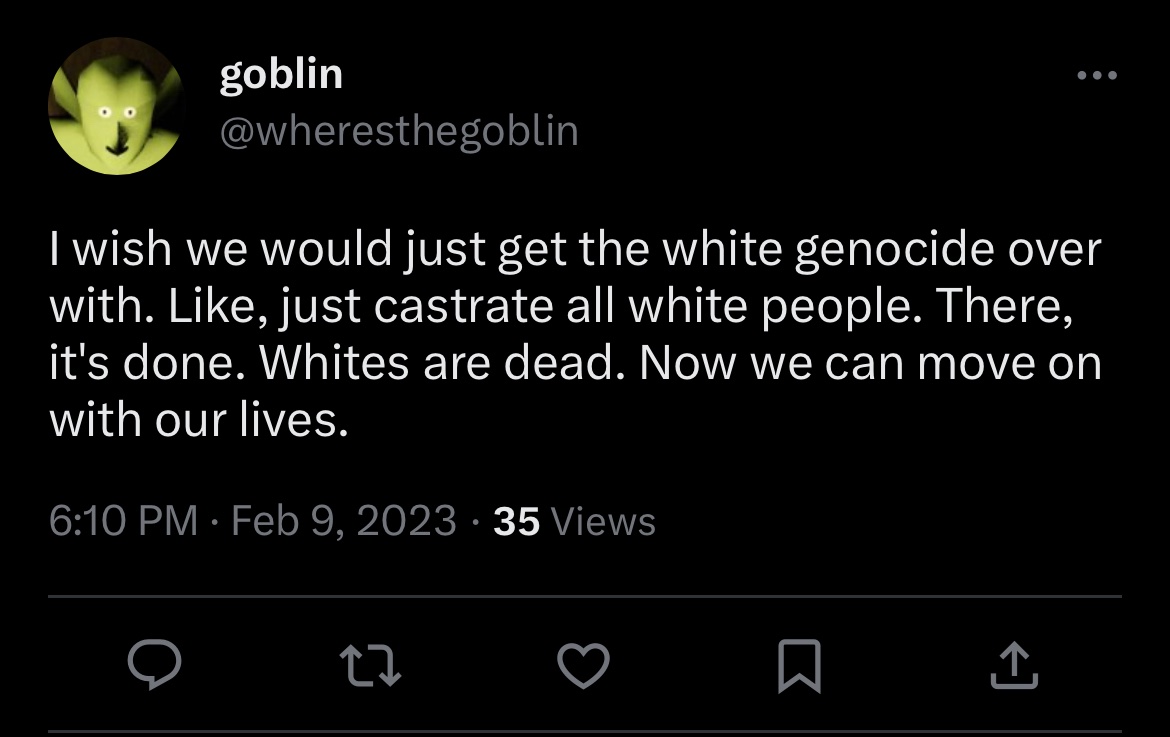 goblin
@wheresthegoblin
I wish we would just get the white genocide over
with. Like, just castrate all white people. There,
it's done. Whites are dead. Now we can move on
with our lives.
6:10 PM · Feb 9, 2023 · 35 Views